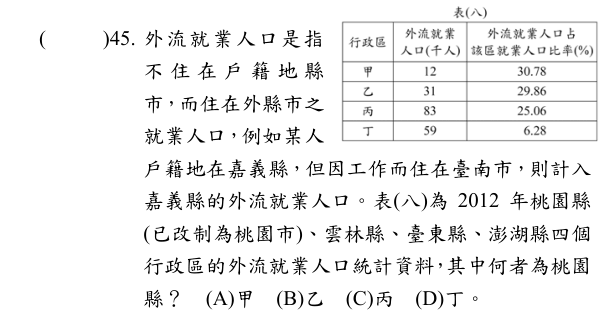 表(八)
行政區 外流就業人口(千人) 外流就業人口占該區就業人口比率(%)
甲 12 30.78
乙 31 29.86
丙 83 25.06
丁 59 6.28
( )45. 外流就業人口是指
不住在戶籍地縣
市，而住在外縣市之
就業人口，例如某人
戶籍地在嘉義縣，但因工作而住在臺南市，則計入
嘉義縣的外流就業人口。表(八)為 2012 年桃園縣
(已改制為桃園市)、雲林縣、臺東縣、澎湖縣四個
行政區的外流就業人口統計資料，其中何者為桃園
縣？ (A)甲 (B)乙 (C)丙 (D)丁。